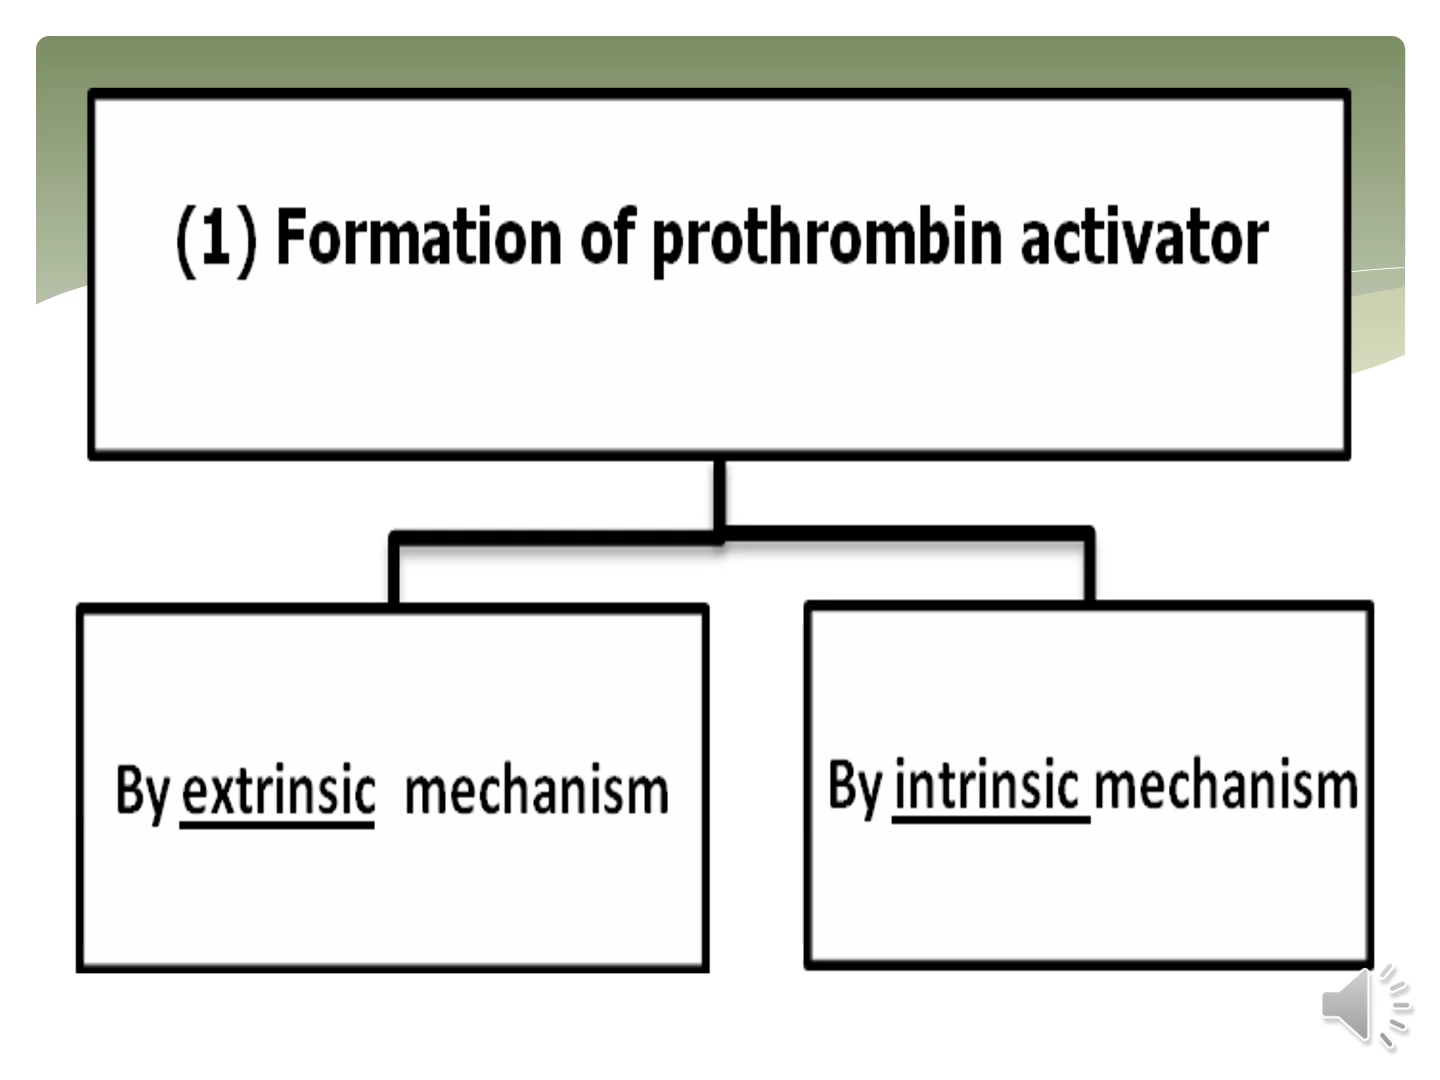 (1) Formation of prothrombin activator
By extrinsic mechanism
By intrinsic mechanism